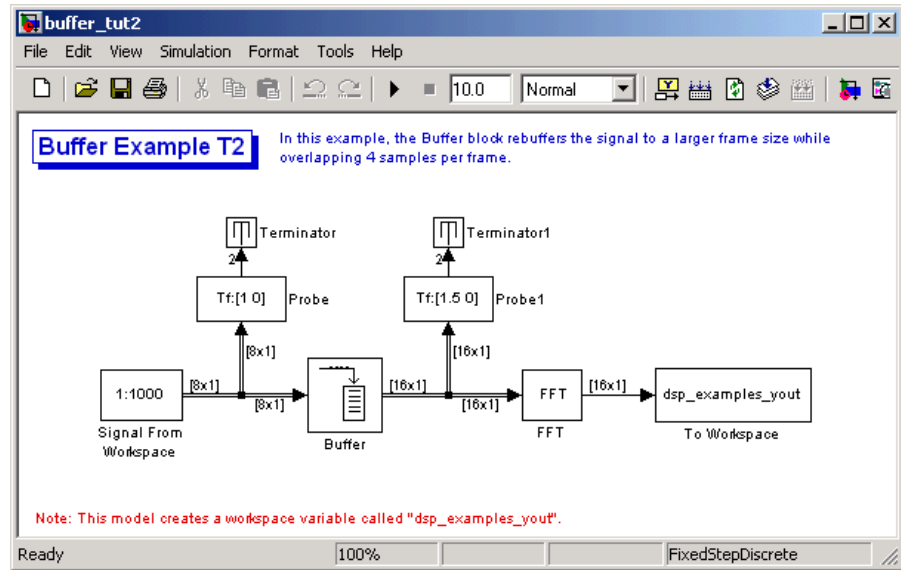 buffer_tut2
File Edit View Simulation Format Tools Help
10.0 Normal
Buffer Example T2
In this example, the Buffer block rebuffers the signal to a larger frame size while
overlapping 4 samples per frame.
Terminator
Terminator1
2
2
Tf:[1 0]
Probe
Tf:[1.5 0]
Probe1
[8x1]
[16x1]
1:1000
[8x1]
[8x1]
[16x1]
[16x1]
FFT
[16x1]
dsp_examples_yout
Signal From
Workspace
Buffer
FFT
To Workspace
Note: This model creates a workspace variable called "dsp_examples_yout".
Ready
100%
FixedStepDiscrete